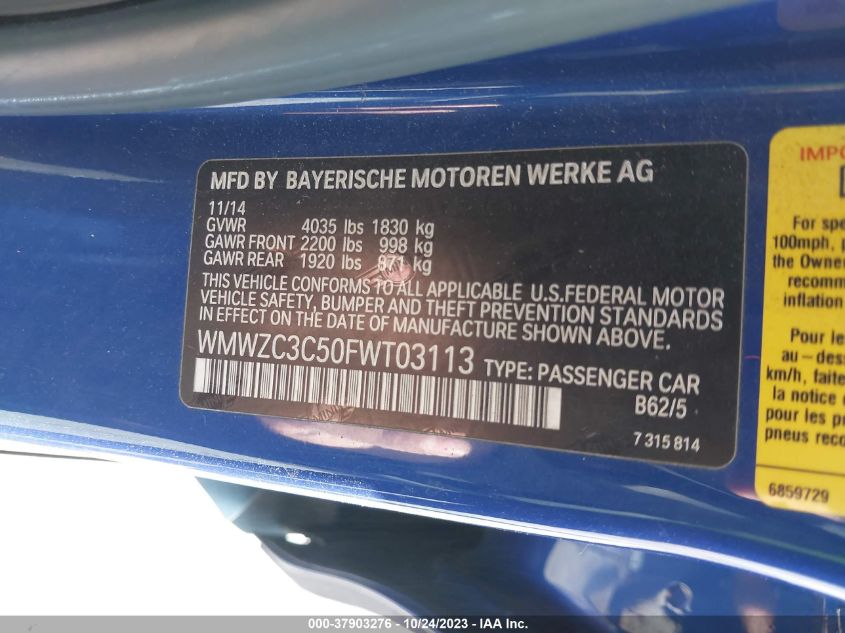 MFD BY BAYERISCHE MOTOREN WERKE AG
11/14
GVWR 4035 lbs 1830 kg
GAWR FRONT 2200 lbs 998 kg
GAWR REAR 1920 lbs 871 kg
THIS VEHICLE CONFORMS TO ALL APPLICABLE U.S.FEDERAL MOTOR
VEHICLE SAFETY, BUMPER AND THEFT PREVENTION STANDARDS
IN EFFECT ON THE DATE OF MANUFACTURE SHOWN ABOVE.
WMWZC3C50FWT03113 TYPE: PASSENGER CAR
B62/5
7 315 814
IMPO
For spe
100mph, p
the Owner
recomm
inflation
Pour le
au-dess
km/h, faite
la notice
pour les p
pneus reco
6859729
000-37903276 - 10/24/2023 - IAA Inc.